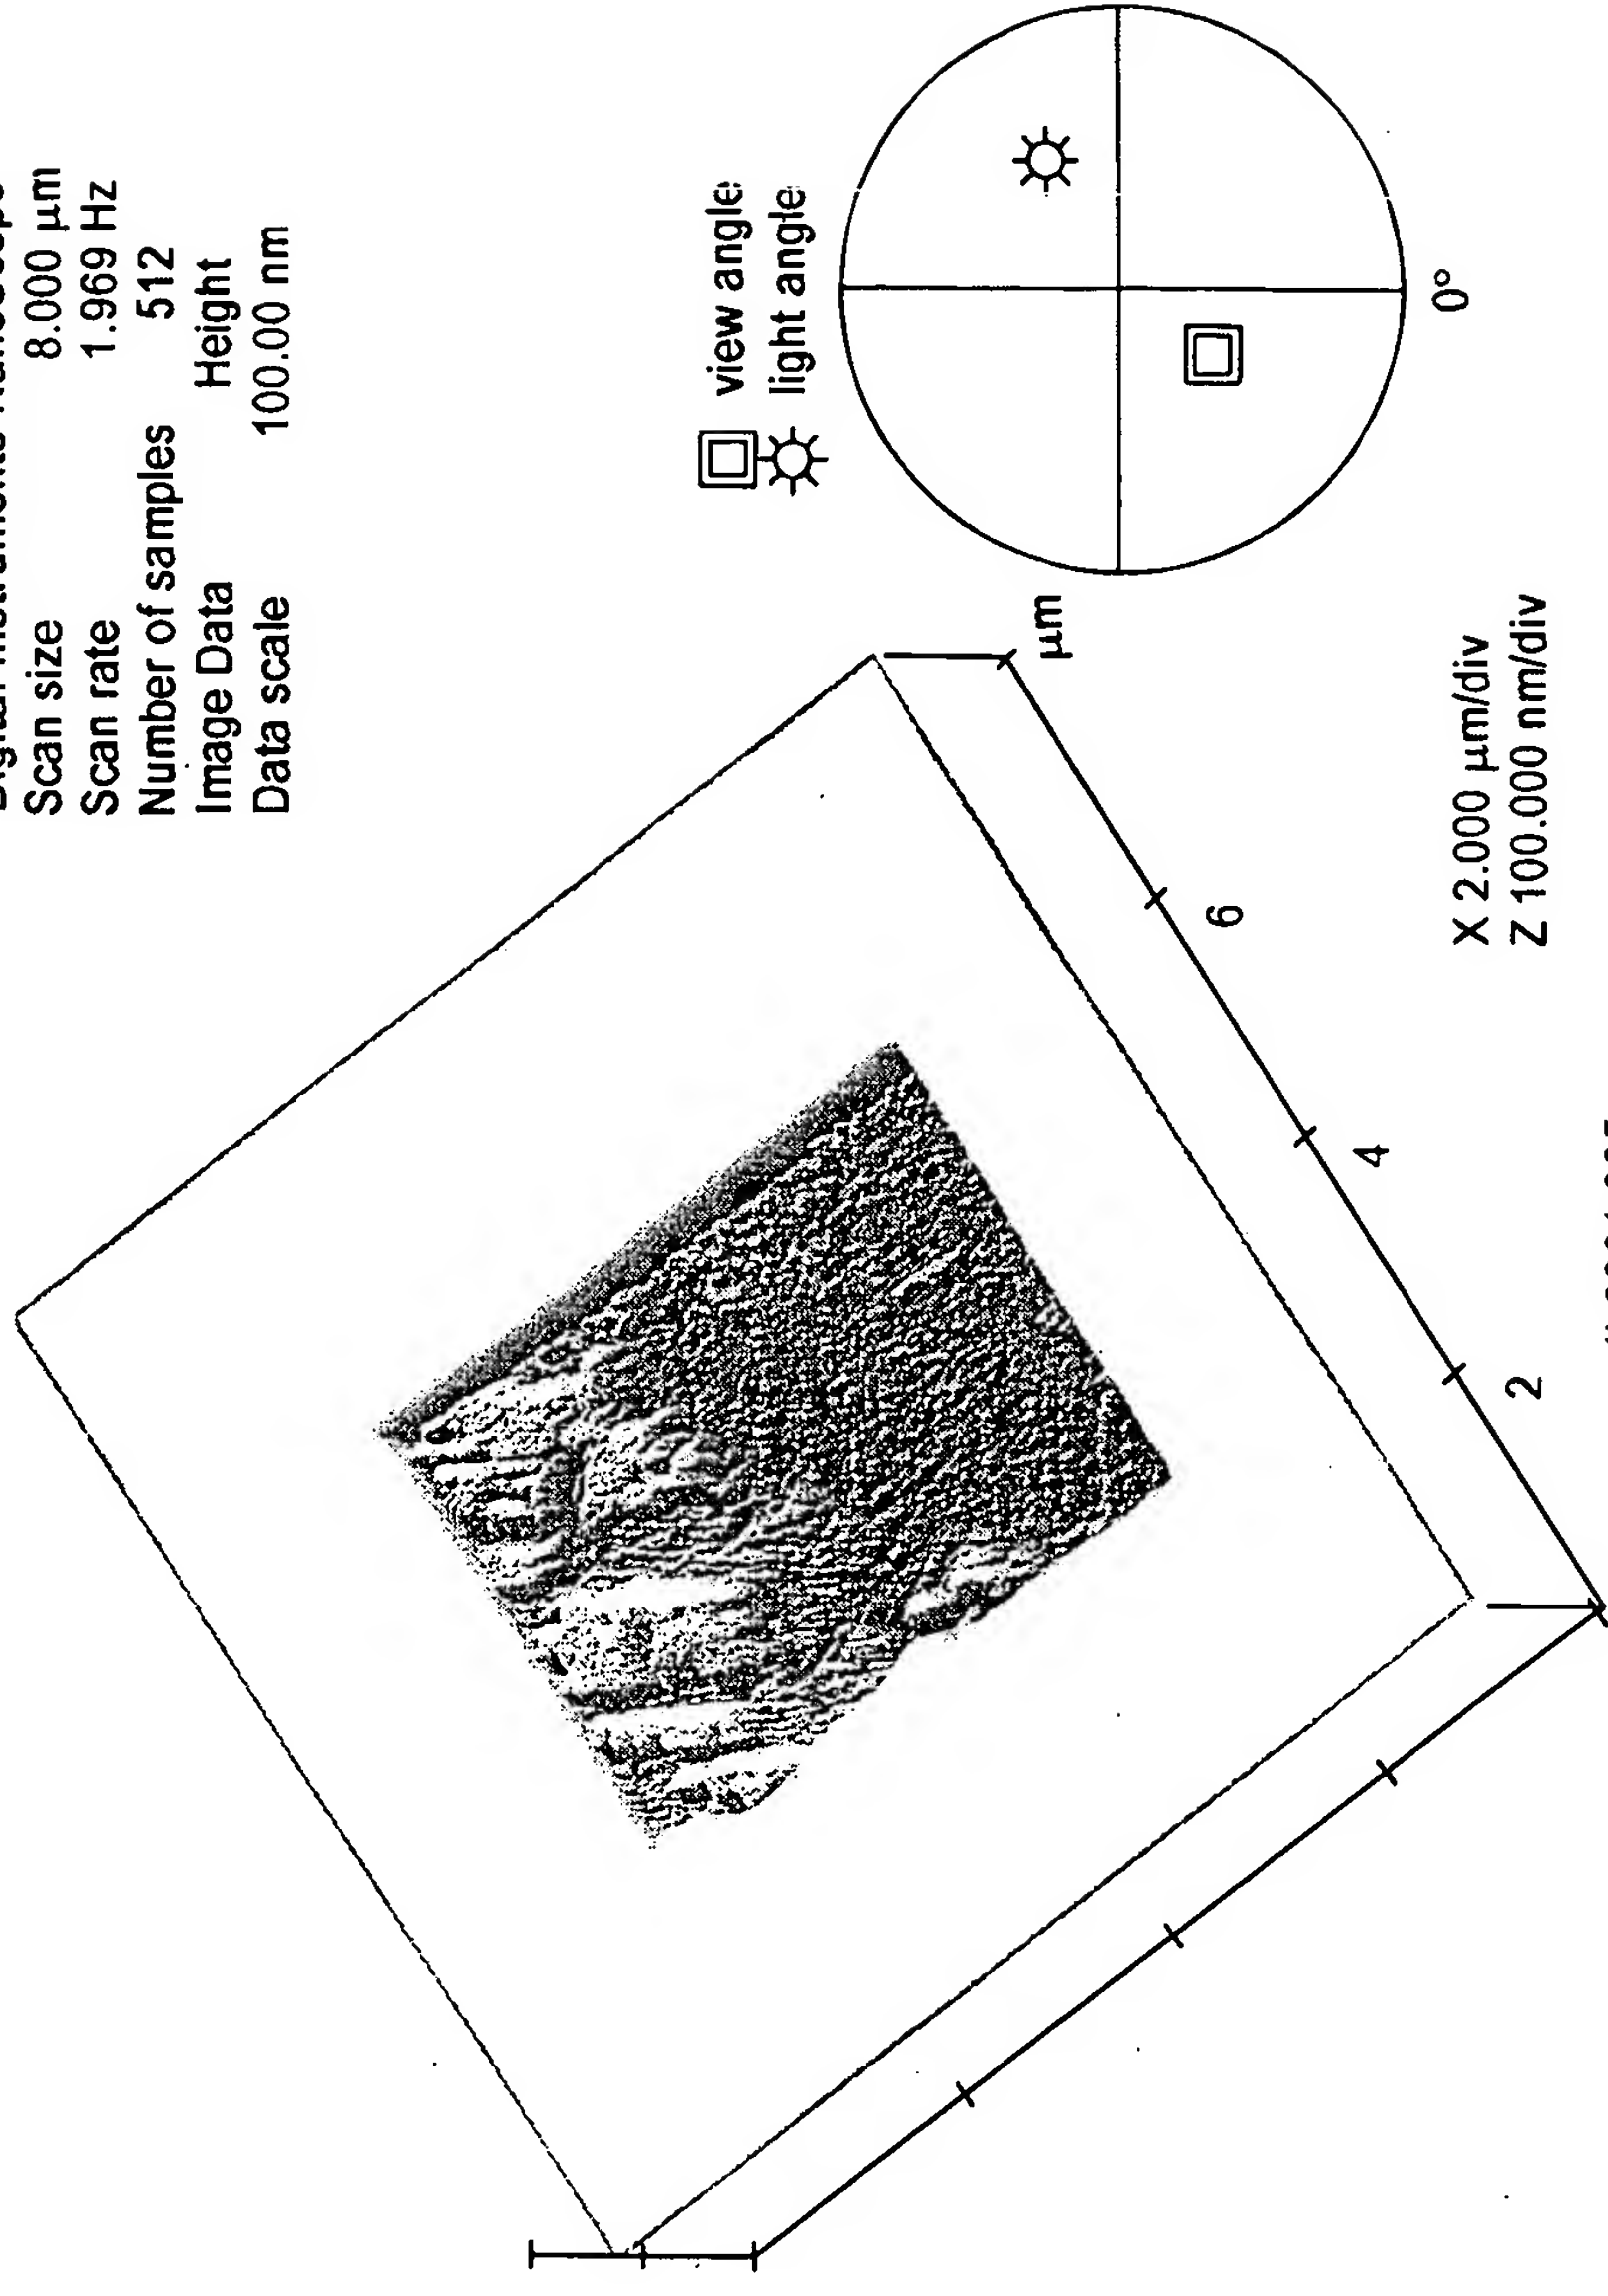 Scan size 8.000 µm
Scan rate 1.969 Hz
Number of samples 512
Image Data Height
Data scale 100.00 nm
view angle
light angle
0°
µm
6
4
2
X 2.000 µm/div
Z 100.000 nm/div